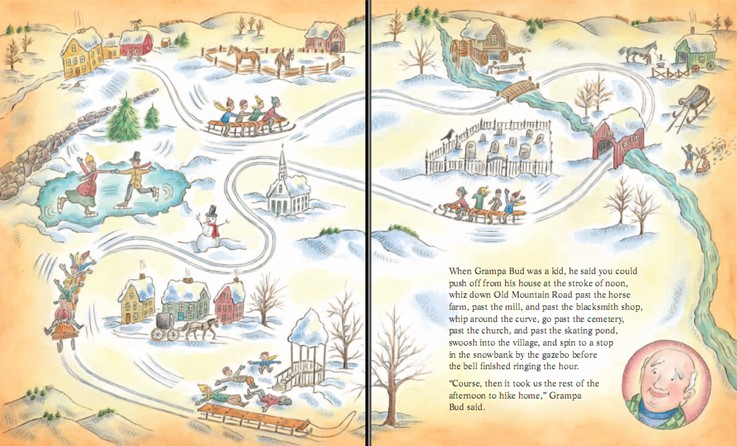 When Grampa Bud was a kid, he said you could
push off from his house at the stroke of noon,
whiz down Old Mountain Road past the horse
farm, past the mill, and past the blacksmith shop,
whip around the curve, go past the cemetery,
past the church, and past the skating pond,
swoosh into the village, and spin to a stop
in the snowbank by the gazebo before
the bell finished ringing the hour.
"Course, then it took us the rest of the
afternoon to hike home," Grampa
Bud said.